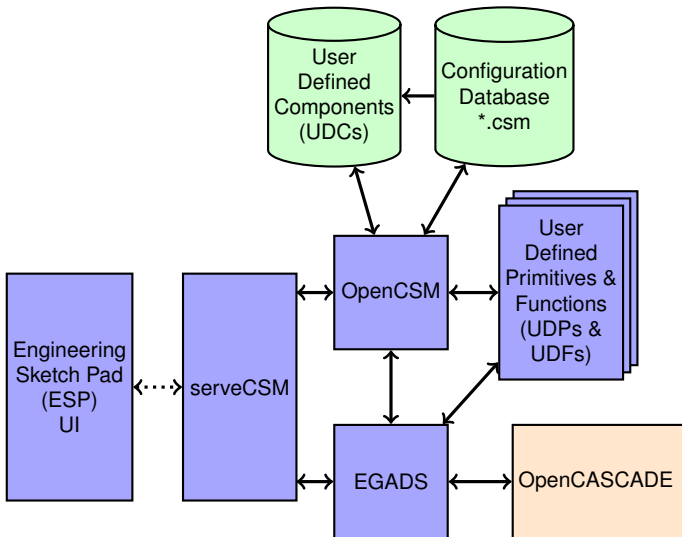 User
Defined
Components
(UDCs)
Configuration
Database
*.csm
User
Defined
Primitives &
Functions
(UDPs &
UDFs)
OpenCSM
Engineering
Sketch Pad
(ESP)
UI
serveCSM
EGADS
OpenCASCADE